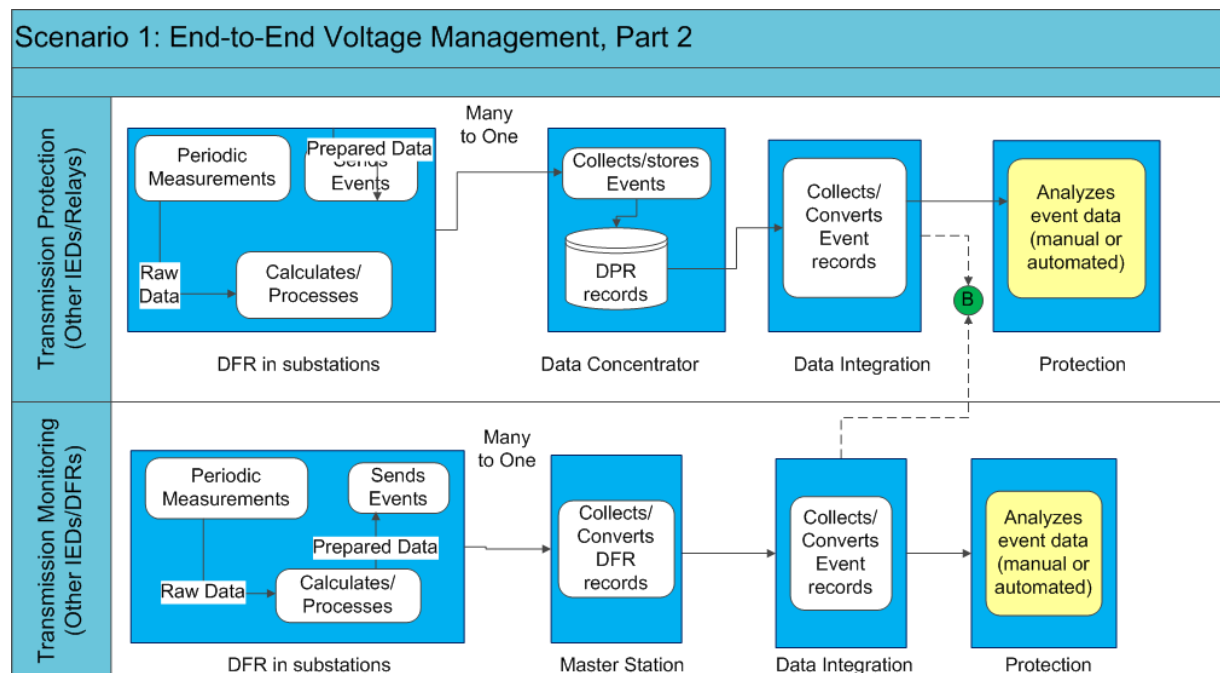 Scenario 1: End-to-End Voltage Management, Part 2
Transmission Protection
(Other IEDs/Relays)
Periodic
Measurements
Prepared Data
Sends
Events
Raw
Data
Calculates/
Processes
DFR in substations
Many
to One
Collects/stores
Events
DPR
records
Data Concentrator
Collects/
Converts
Event
records
Data Integration
B
Analyzes
event data
(manual or
automated)
Protection
Transmission Monitoring
(Other IEDs/DFRs)
Periodic
Measurements
Sends
Events
Prepared Data
Raw Data
Calculates/
Processes
DFR in substations
Many
to One
Collects/
Converts
DFR
records
Master Station
Collects/
Converts
Event
records
Data Integration
Analyzes
event data
(manual or
automated)
Protection